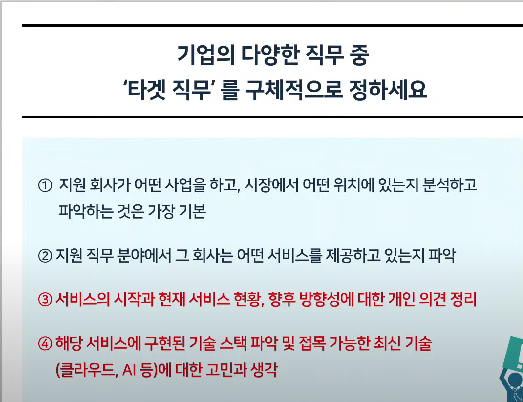 기업의 다양한 직무 중
‘타겟 직무’ 를 구체적으로 정하세요
① 지원 회사가 어떤 사업을 하고, 시장에서 어떤 위치에 있는지 분석하고
파악하는 것은 가장 기본
② 지원 직무 분야에서 그 회사는 어떤 서비스를 제공하고 있는지 파악
③ 서비스의 시작과 현재 서비스 현황, 향후 방향성에 대한 개인 의견 정리
④ 해당 서비스에 구현된 기술 스택 파악 및 접목 가능한 최신 기술
(클라우드, AI 등)에 대한 고민과 생각